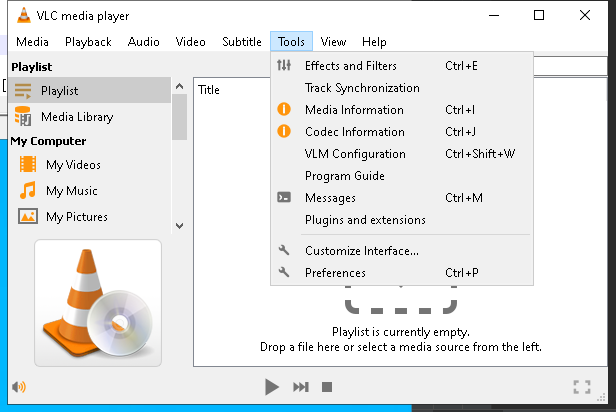 VLC media player
Media Playback Audio Video Subtitle Tools View Help
Playlist
Playlist
Media Library
My Computer
My Videos
My Music
My Pictures
Title
Effects and Filters Ctrl+E
Track Synchronization
Media Information Ctrl+I
Codec Information Ctrl+J
VLM Configuration Ctrl+Shift+W
Program Guide
Messages Ctrl+M
Plugins and extensions
Customize Interface...
Preferences Ctrl+P
Playlist is currently empty.
Drop a file here or select a media source from the left.